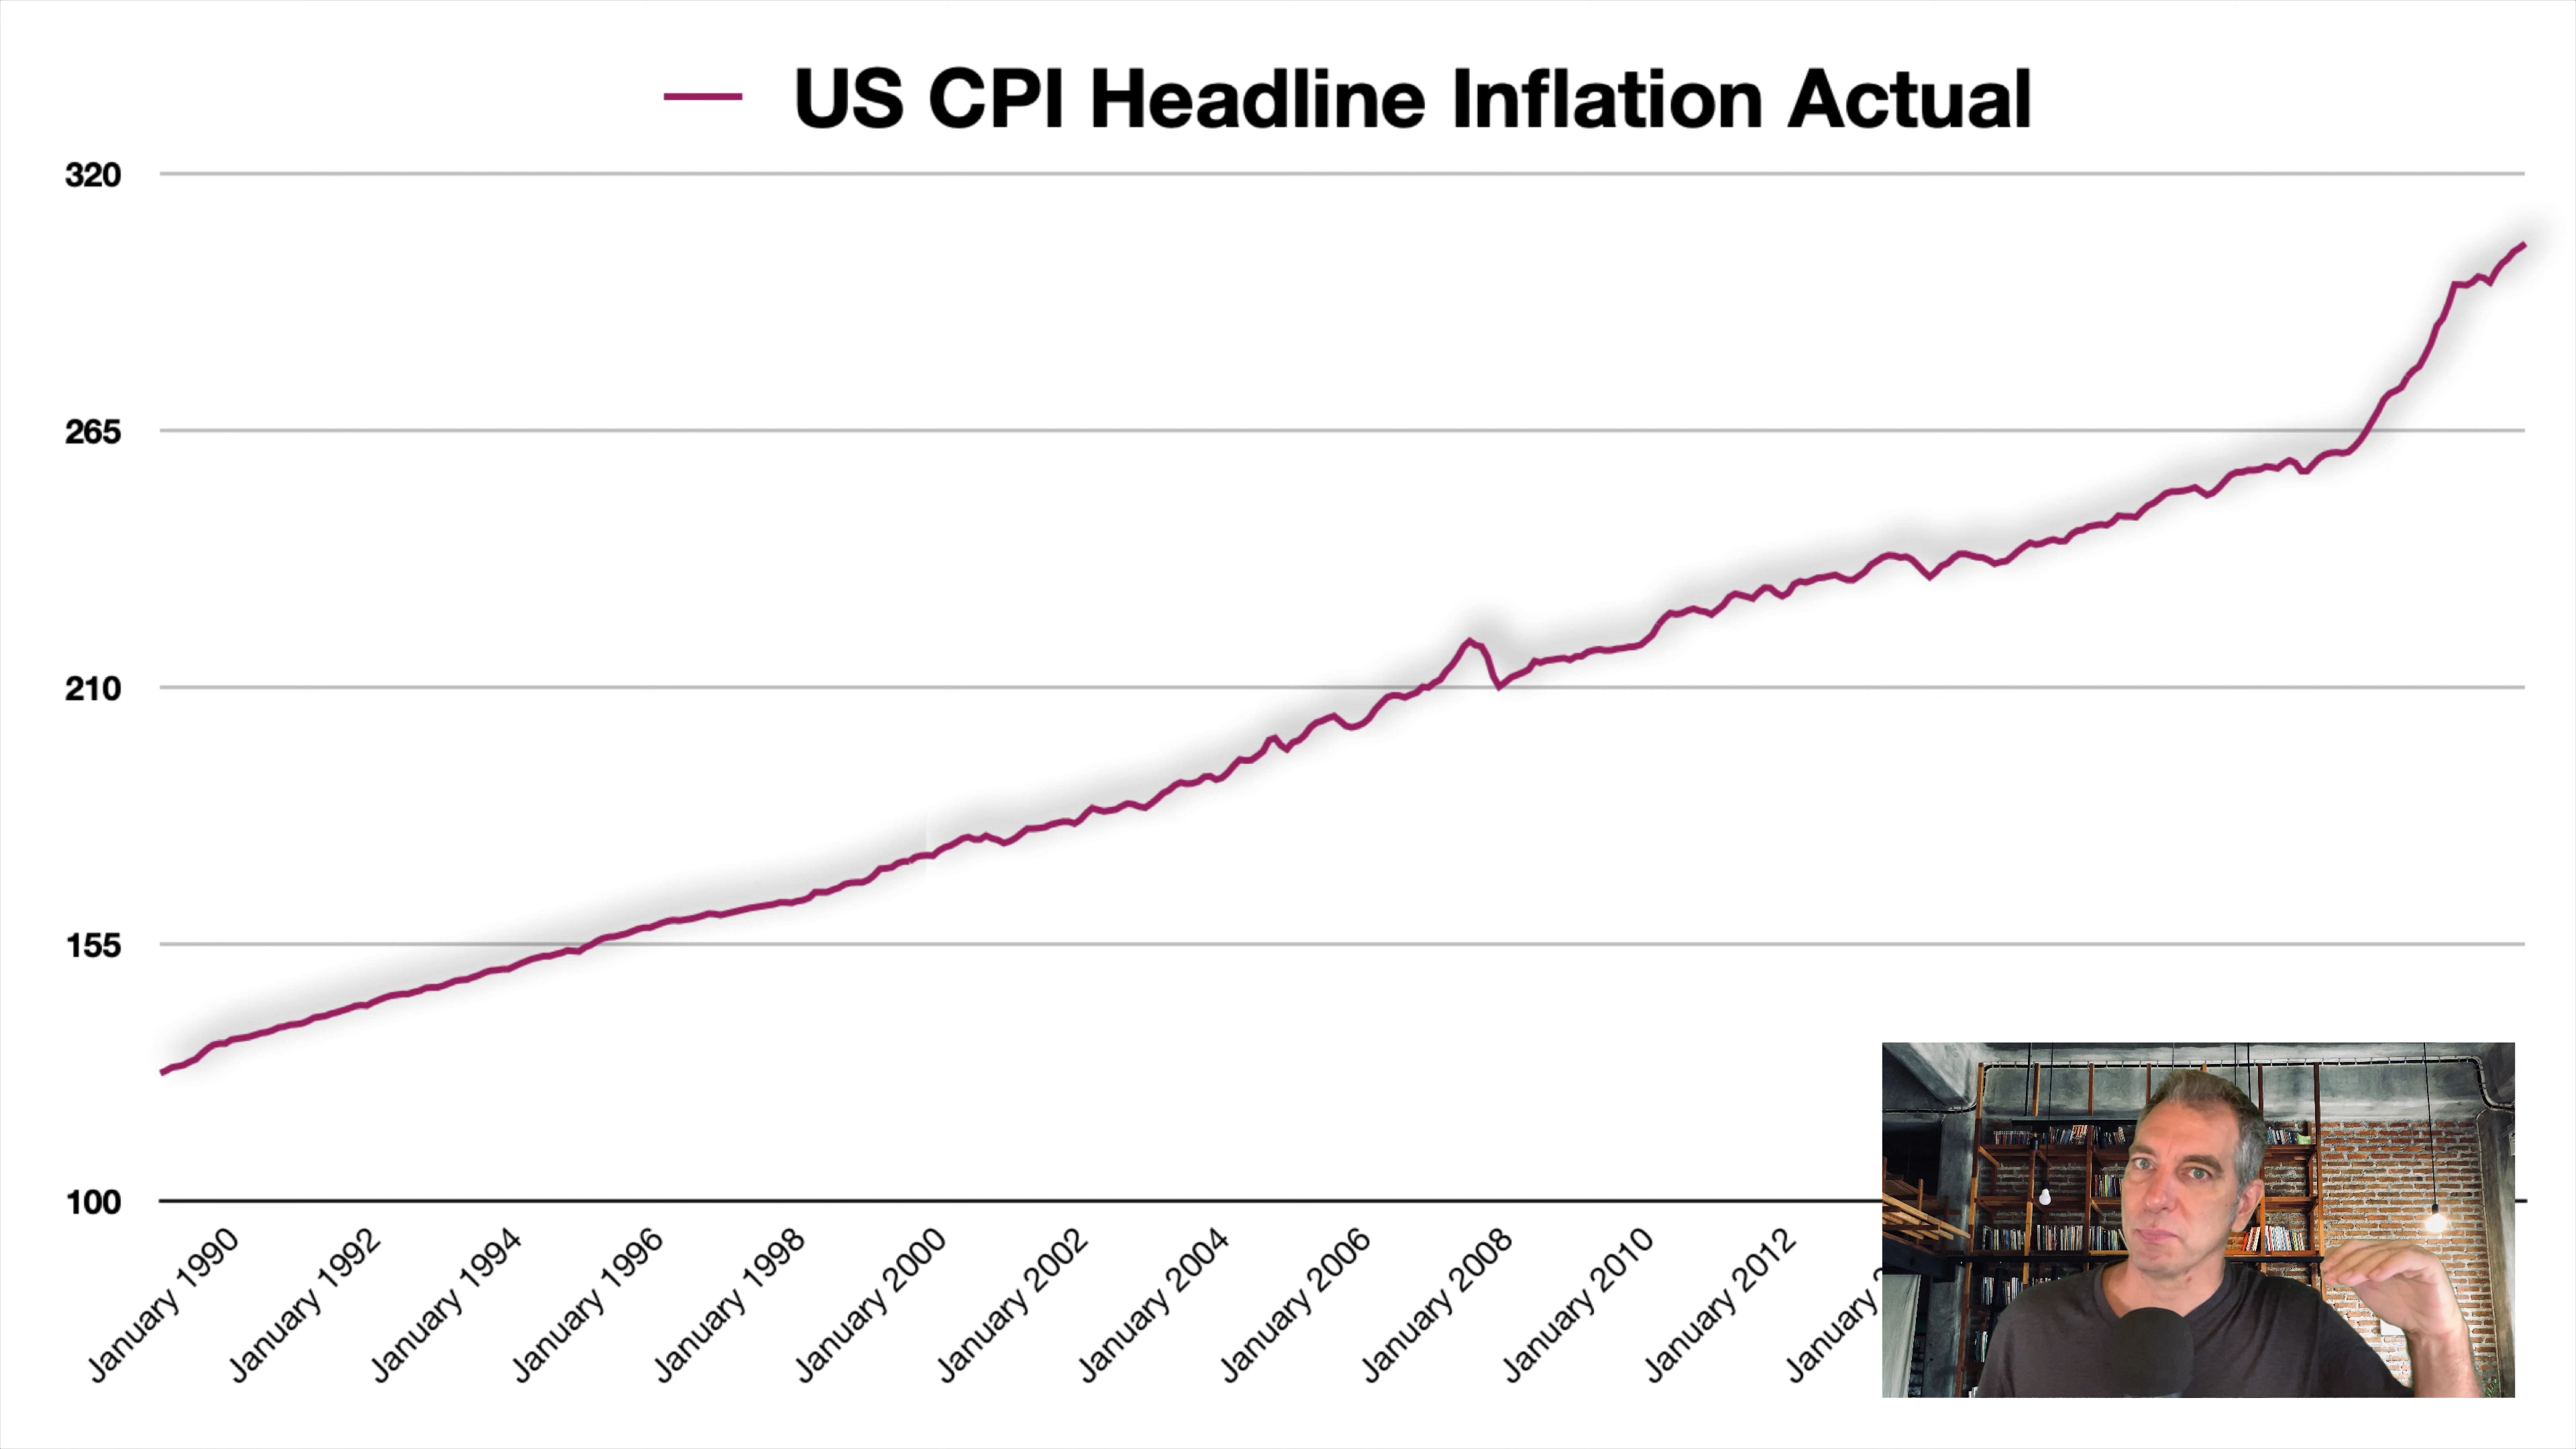 US CPI Headline Inflation Actual
320
265
210
155
100
January 1990
January 1992
January 1994
January 1996
January 1998
January 2000
January 2002
January 2004
January 2006
January 2008
January 2010
January 2012
January